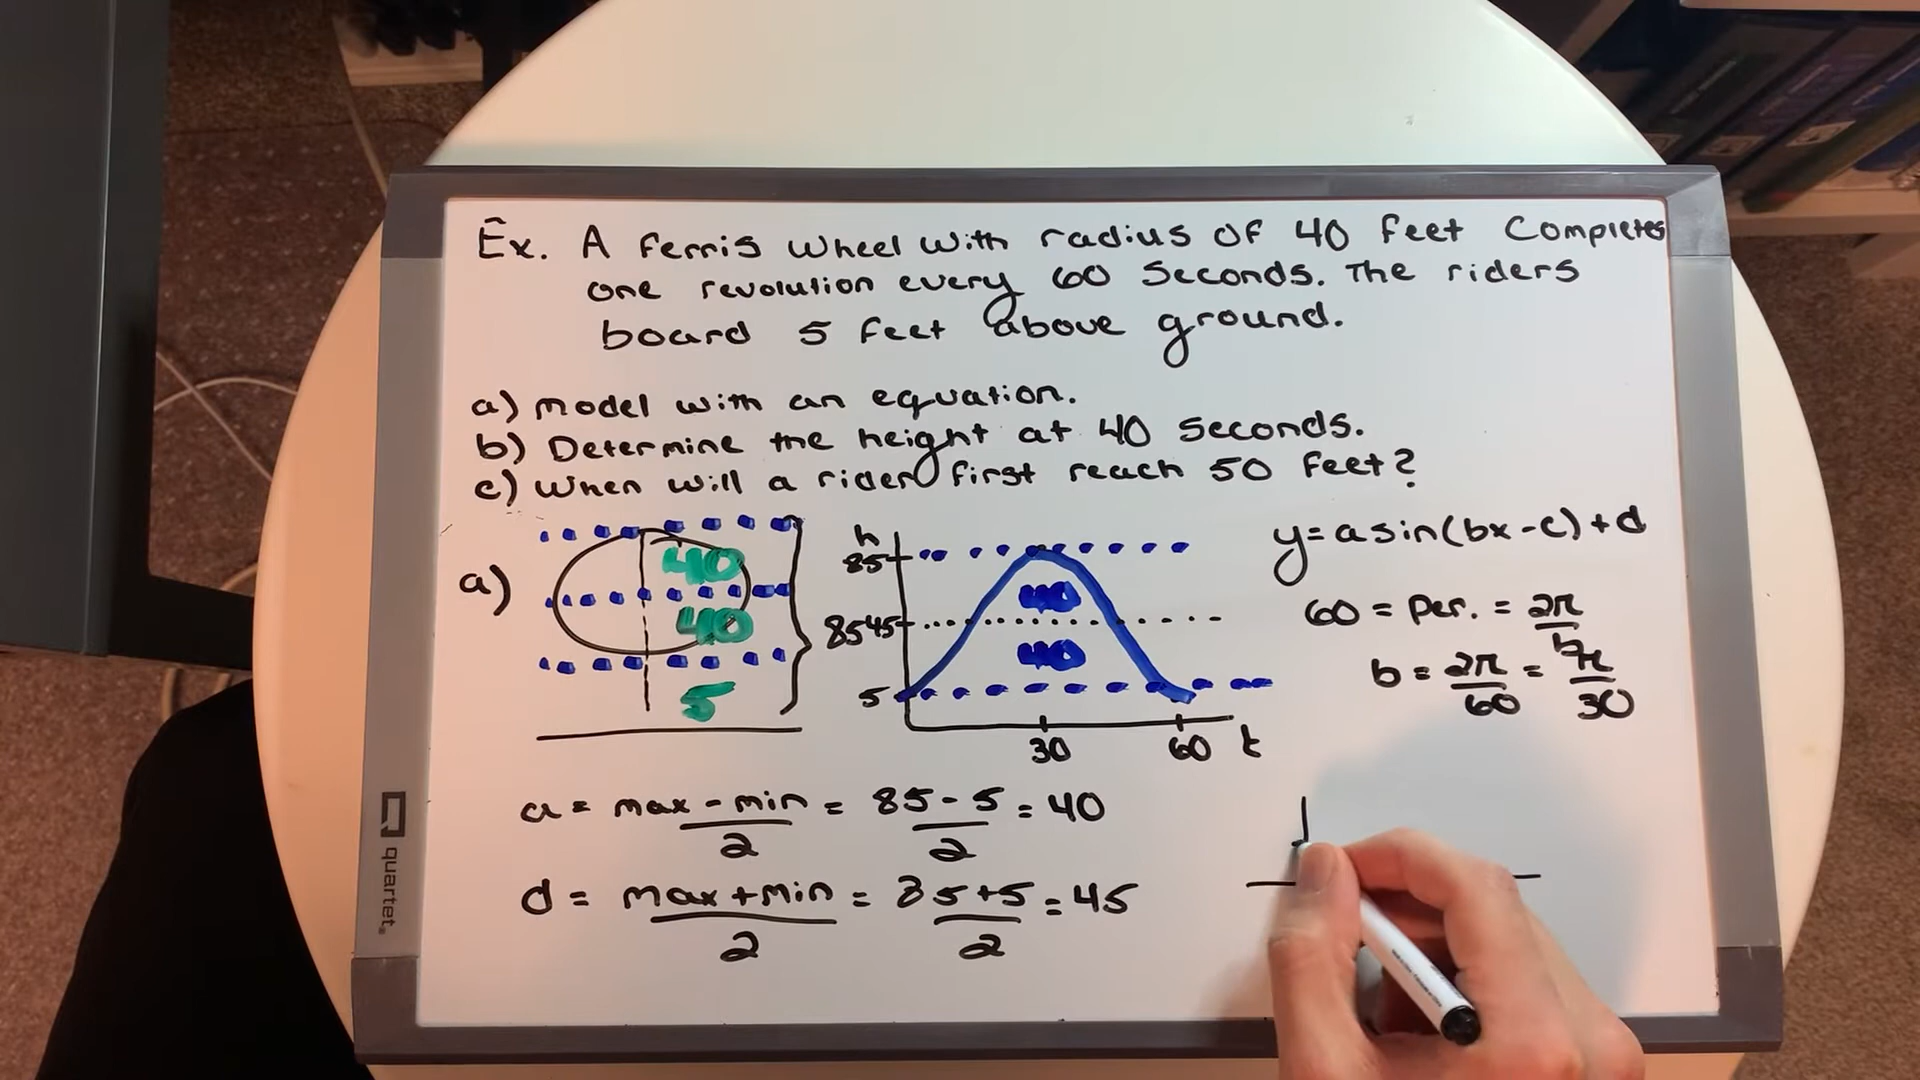 Ex. A Ferris Wheel with radius of 40 feet completes
one revolution every 60 seconds. The riders
board 5 feet above ground.
a) Model with an equation.
b) Determine the height at 40 seconds.
c) When will a rider first reach 50 feet?
a)
40
40
5
h
85
85 45
5
40
40
30 60 t
y = a sin(bx - c) + d
60 = Per. = 2π/b
b = 2π/60 = π/30
a = max - min/2 = 85 - 5/2 = 40
d = max + min/2 = 85 + 5/2 = 45
quartet